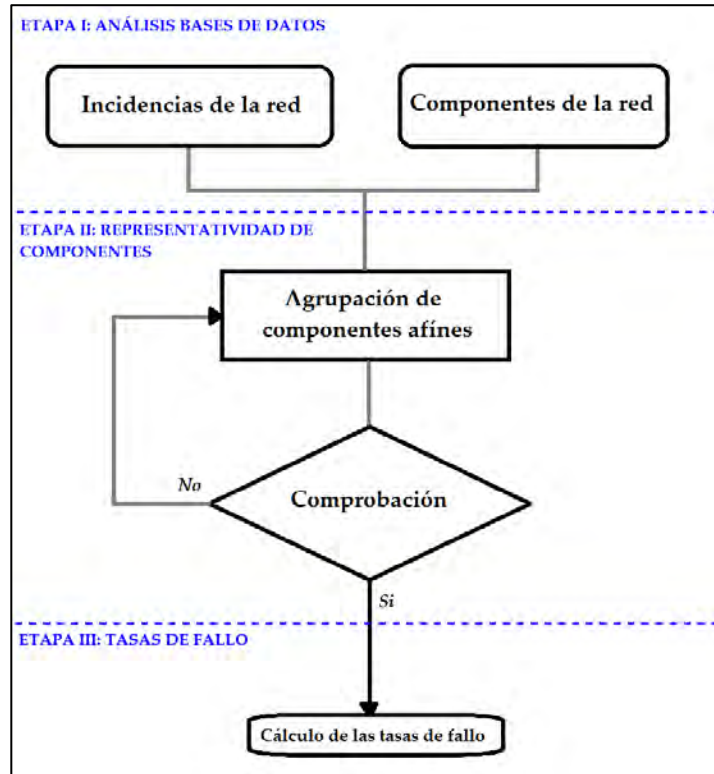 ETAPA I: ANÁLISIS BASES DE DATOS
Incidencias de la red
Componentes de la red
ETAPA II: REPRESENTATIVIDAD DE
COMPONENTES
Agrupación de
componentes afínes
No
Comprobación
Si
ETAPA III: TASAS DE FALLO
Cálculo de las tasas de fallo